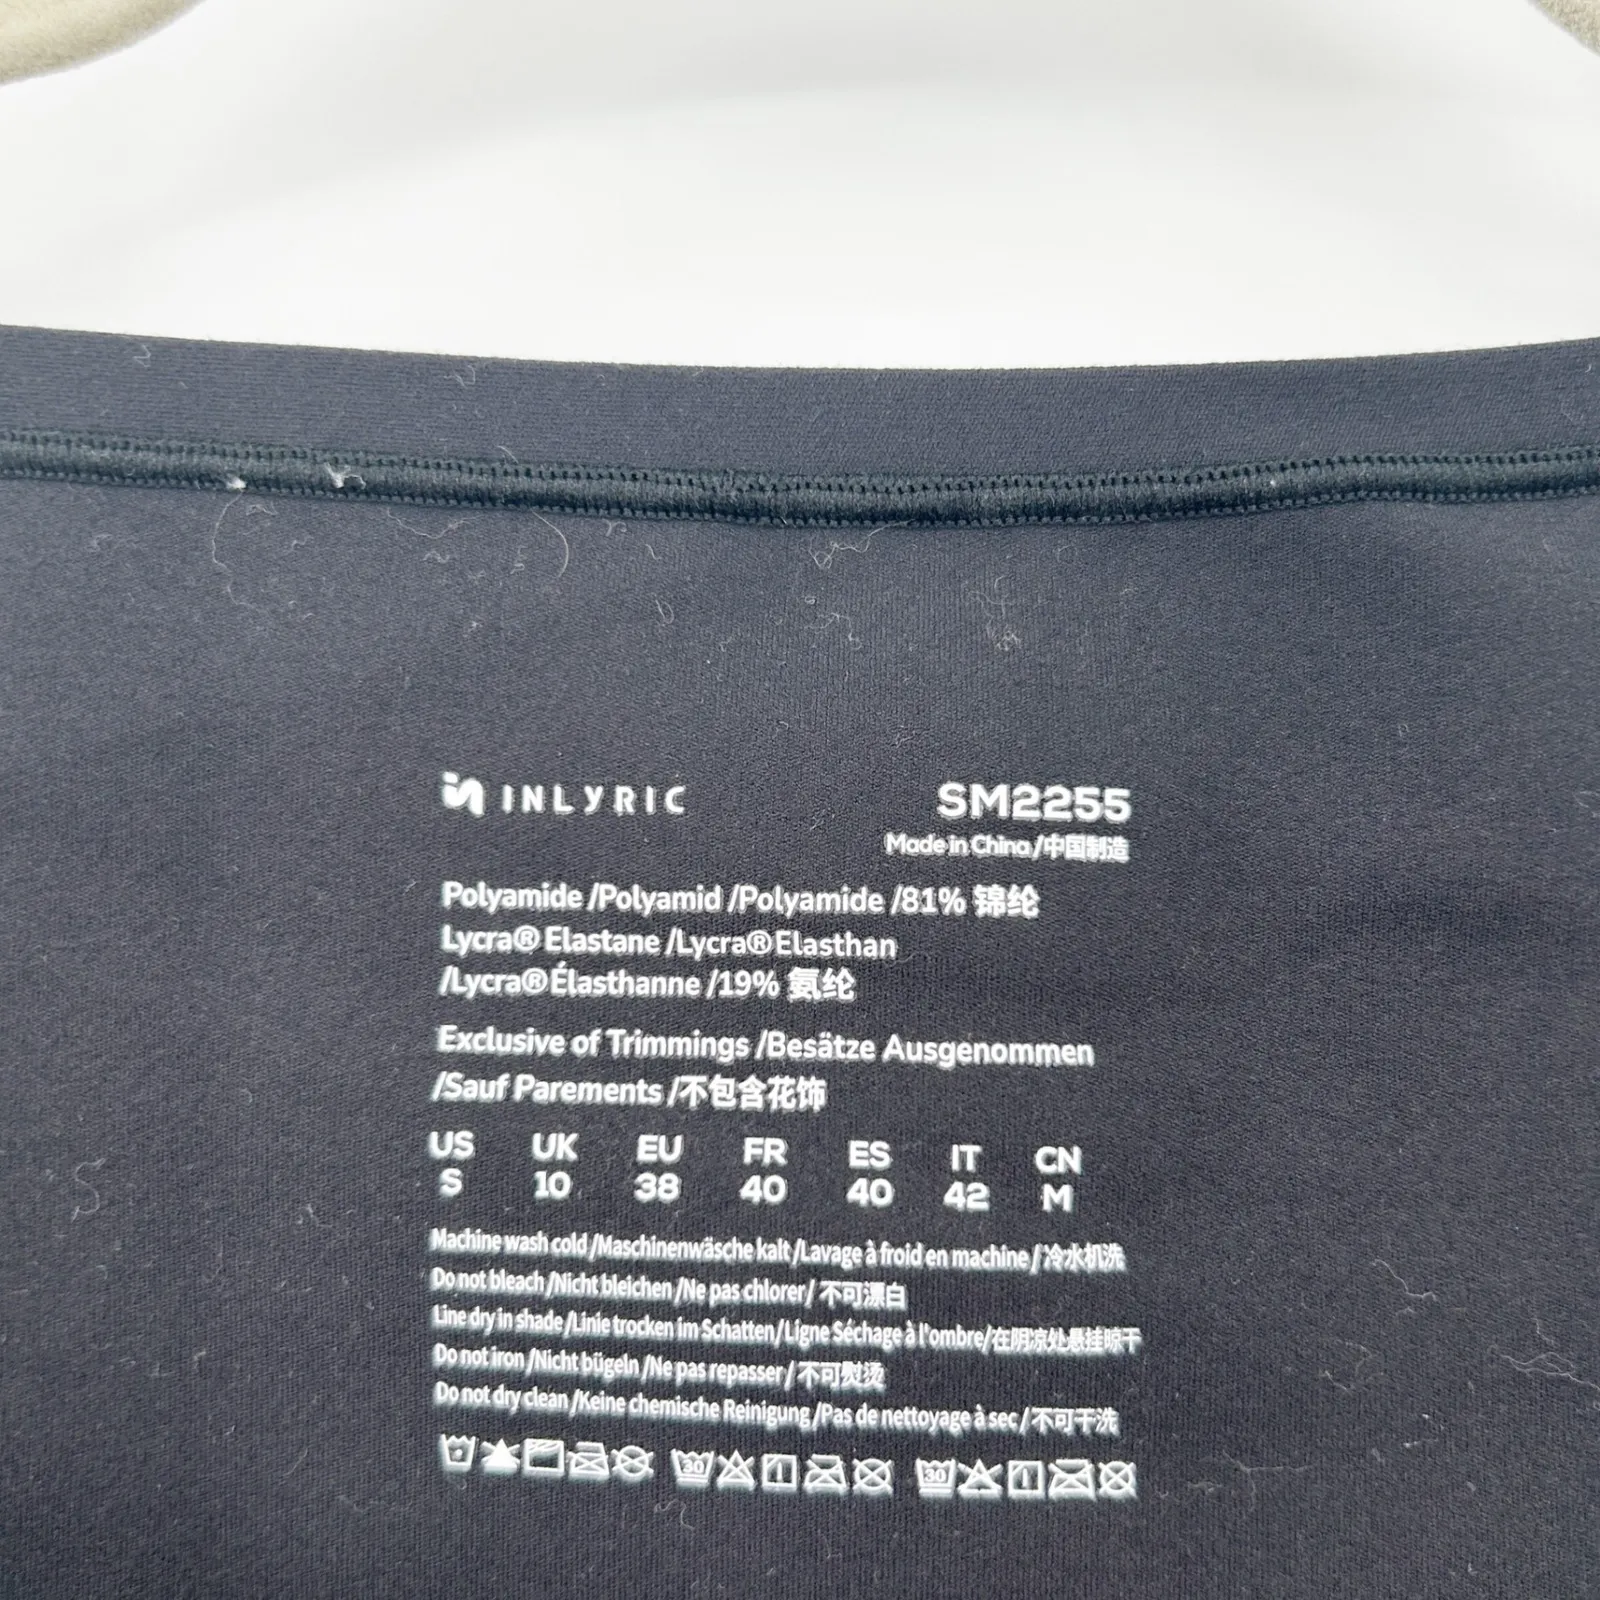 INLYRIC
SM2255
Made in China/中国制造
Polyamide /Polyamid /Polyamide /81% 锦纶
Lycra® Elastane /Lycra® Elasthan
/Lycra® Élasthanne /19% 氨纶
Exclusive of Trimmings /Besätze Ausgenommen
/Sauf Parements /不包含花饰
US UK EU FR ES IT CN
S 10 38 40 40 42 M
Machine wash cold /Maschinenwäsche kalt /Lavage à froid en machine / 冷水机洗
Do not bleach /Nicht bleichen /Ne pas chlorer/ 不可漂白
Line dry in shade /Linie trocken im Schatten/Ligne Séchage à l'ombre/在阴凉处悬挂晾干
Do not iron /Nicht bügeln /Ne pas repasser / 不可熨烫
Do not dry clean /Keine chemische Reinigung /Pas de nettoyage à sec / 不可干洗
30 30